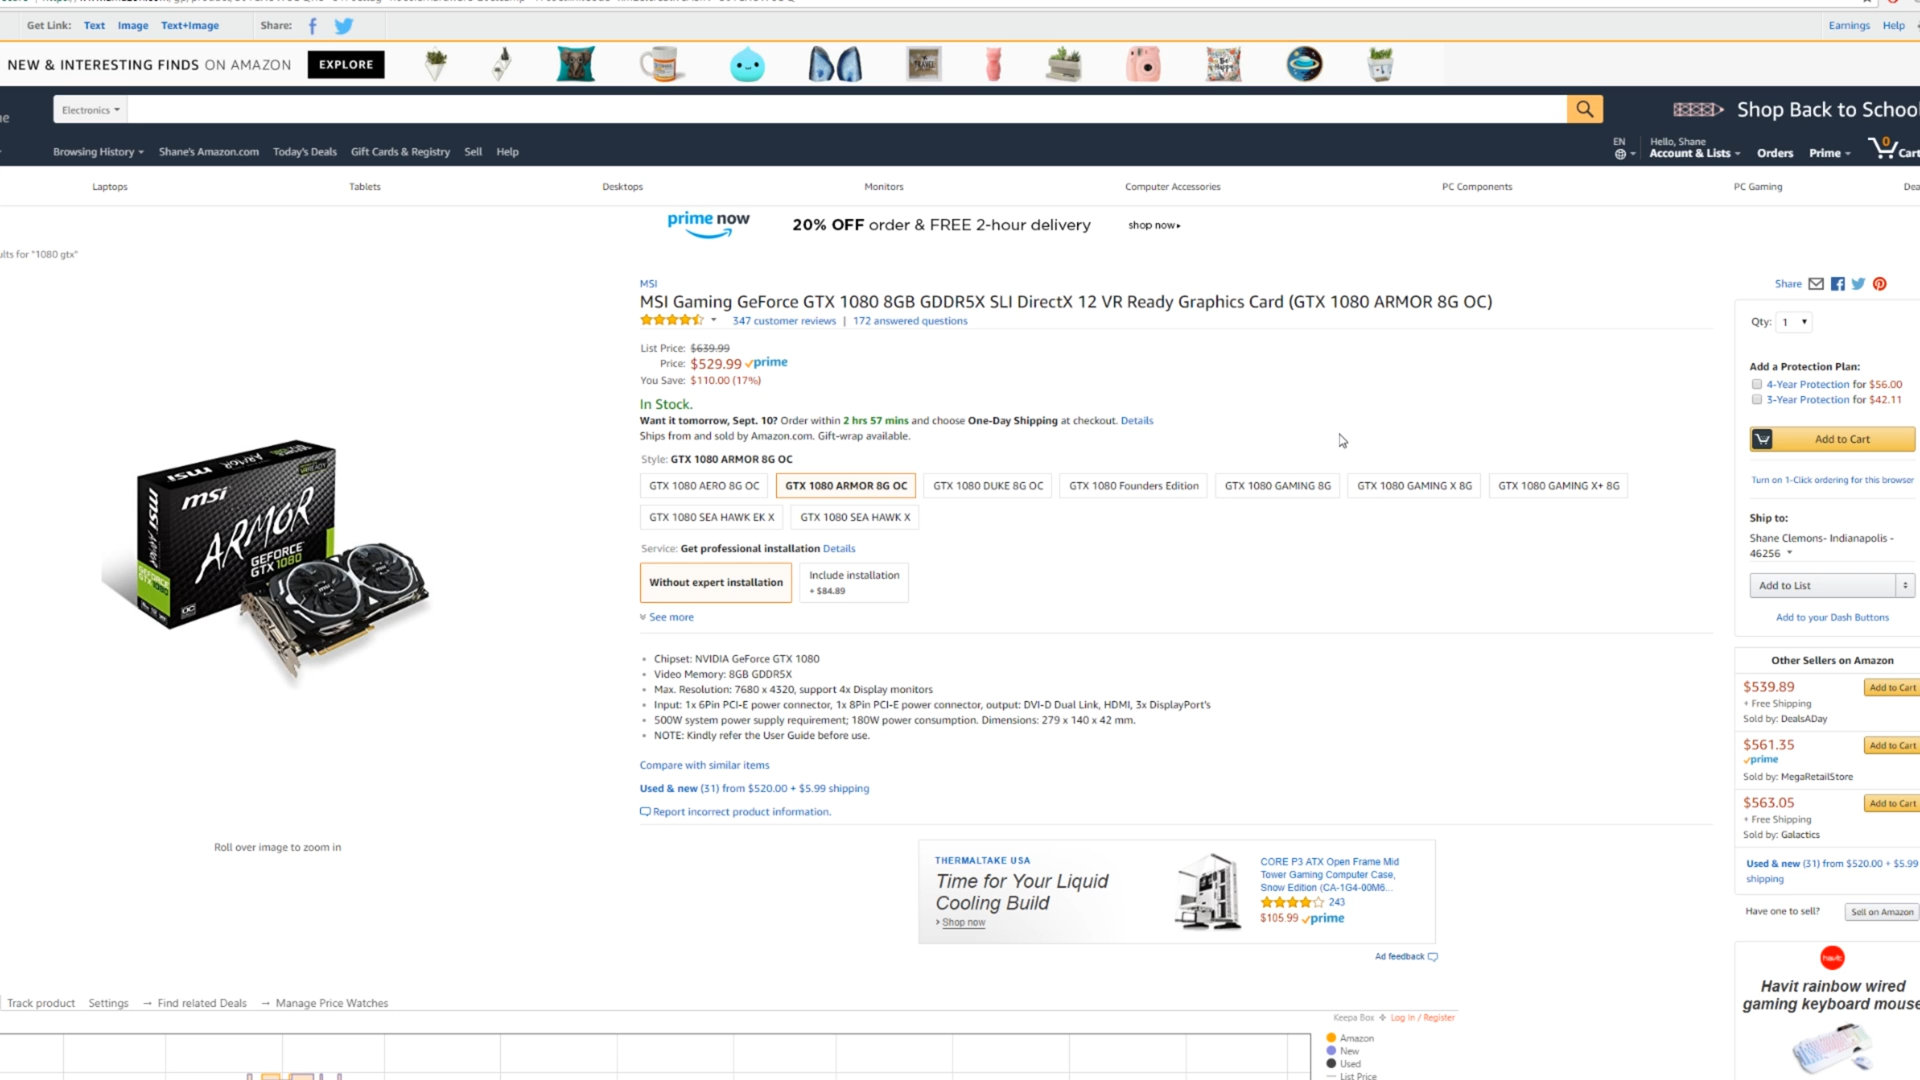 Get Link: Text Image Text+Image Share:
Earnings Help
NEW & INTERESTING FINDS ON AMAZON EXPLORE
Electronics
Shop Back to School
Browsing History Shane's Amazon.com Today's Deals Gift Cards & Registry Sell Help
EN Hello, Shane
Account & Lists Orders Prime 0 Cart
Laptops Tablets Desktops Monitors Computer Accessories PC Components PC Gaming Dea
prime now 20% OFF order & FREE 2-hour delivery shop now
ults for "1080 gtx"
MSI
Share
MSI Gaming GeForce GTX 1080 8GB GDDR5X SLI DirectX 12 VR Ready Graphics Card (GTX 1080 ARMOR 8G OC)
347 customer reviews | 172 answered questions
List Price: $639.99
Price: $529.99 prime
You Save: $110.00 (17%)
In Stock.
Want it tomorrow, Sept. 10? Order within 2 hrs 57 mins and choose One-Day Shipping at checkout. Details
Ships from and sold by Amazon.com. Gift-wrap available.
Style: GTX 1080 ARMOR 8G OC
GTX 1080 AERO 8G OC GTX 1080 ARMOR 8G OC GTX 1080 DUKE 8G OC GTX 1080 Founders Edition GTX 1080 GAMING 8G GTX 1080 GAMING X 8G GTX 1080 GAMING X+ 8G
GTX 1080 SEA HAWK EK X GTX 1080 SEA HAWK X
Service: Get professional installation Details
Without expert installation
Include installation
+ $84.89
See more
Chipset: NVIDIA GeForce GTX 1080
Video Memory: 8GB GDDR5X
Max. Resolution: 7680 x 4320, support 4x Display monitors
Input: 1x 6Pin PCI-E power connector, 1x 8Pin PCI-E power connector, output: DVI-D Dual Link, HDMI, 3x DisplayPort's
500W system power supply requirement; 180W power consumption. Dimensions: 279 x 140 x 42 mm.
NOTE: Kindly refer the User Guide before use.
Compare with similar items
Used & new (31) from $520.00 + $5.99 shipping
Report incorrect product information.
msi ARMOR
msi
ARMOR
GEFORCE
GTX 1080
MSI ARMOR
Roll over image to zoom in
Qty: 1
Add a Protection Plan:
4-Year Protection for $56.00
3-Year Protection for $42.11
Add to Cart
Turn on 1-Click ordering for this browser
Ship to:
Shane Clemons- Indianapolis -
46256
Add to List
Add to your Dash Buttons
Other Sellers on Amazon
$539.89 Add to Cart
+ Free Shipping
Sold by: DealsADay
$561.35 Add to Cart
prime
Sold by: MegaRetailStore
$563.05 Add to Cart
+ Free Shipping
Sold by: Galactics
Used & new (31) from $520.00 + $5.99
shipping
Have one to sell? Sell on Amazon
THERMALTAKE USA
Time for Your Liquid
Cooling Build
Shop now
CORE P3 ATX Open Frame Mid
Tower Gaming Computer Case,
Snow Edition (CA-1G4-00M6...
243
$105.99 prime
Ad feedback
Havit rainbow wired
gaming keyboard mouse
Track product Settings → Find related Deals → Manage Price Watches
Keepa Box Log In / Register
Amazon
New
Used
List Price